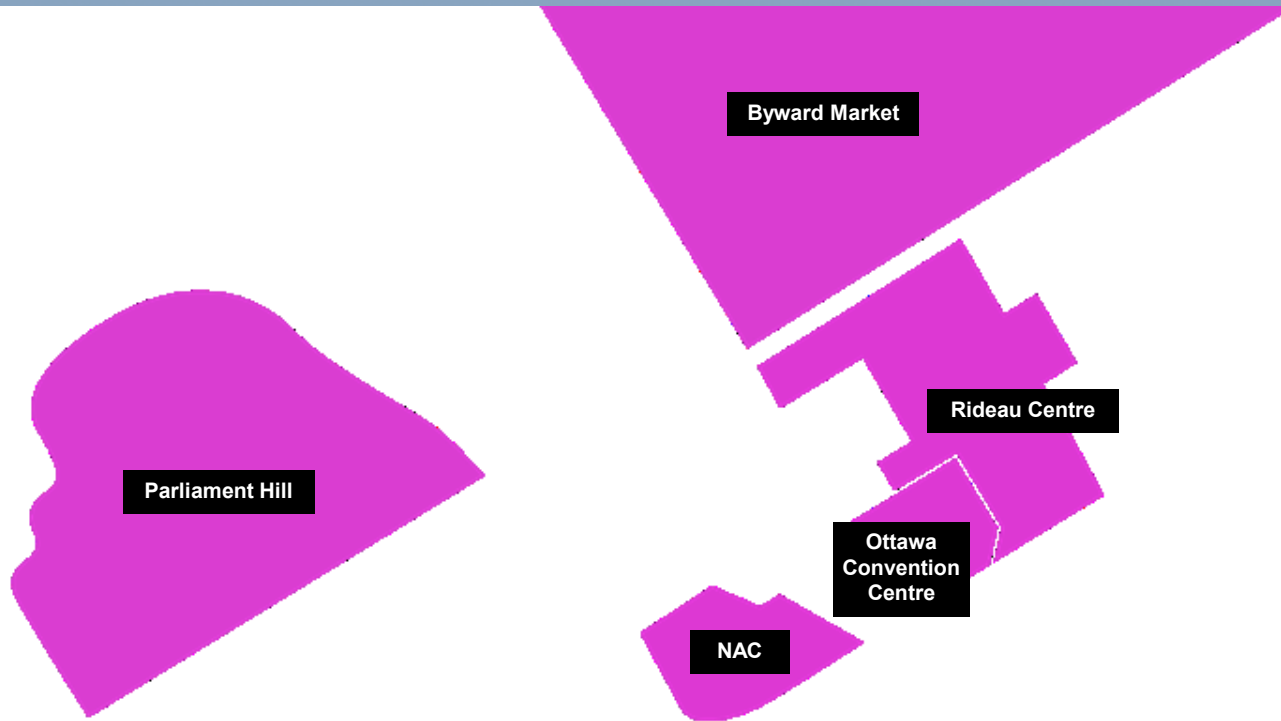 Byward Market
Rideau Centre
Parliament Hill
Ottawa
Convention
Centre
NAC